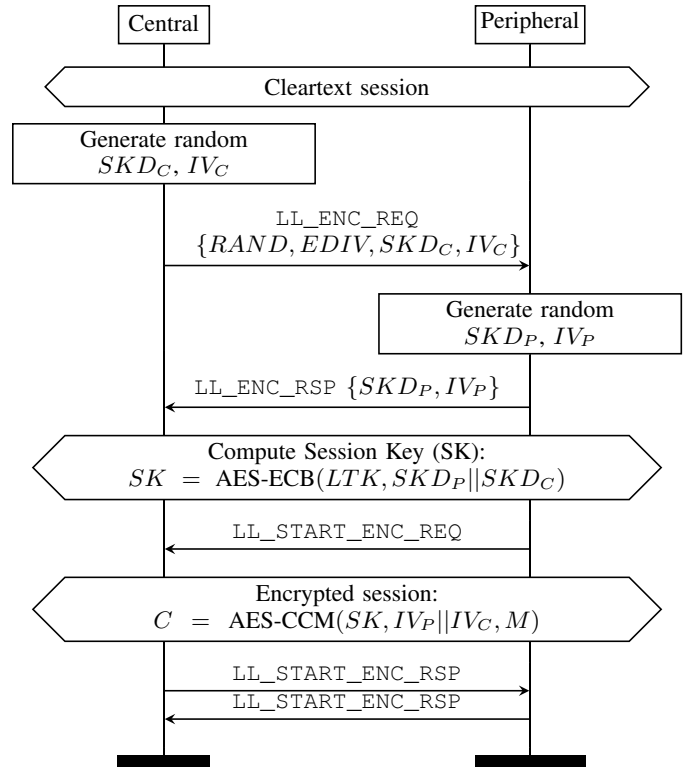 Central
Peripheral
Cleartext session
Generate random
SKD_C, IV_C
LL_ENC_REQ
{RAND, EDIV, SKD_C, IV_C}
Generate random
SKD_P, IV_P
LL_ENC_RSP {SKD_P, IV_P}
Compute Session Key (SK):
SK = AES-ECB(LTK, SKD_P||SKD_C)
LL_START_ENC_REQ
Encrypted session:
C = AES-CCM(SK, IV_P||IV_C, M)
LL_START_ENC_RSP
LL_START_ENC_RSP